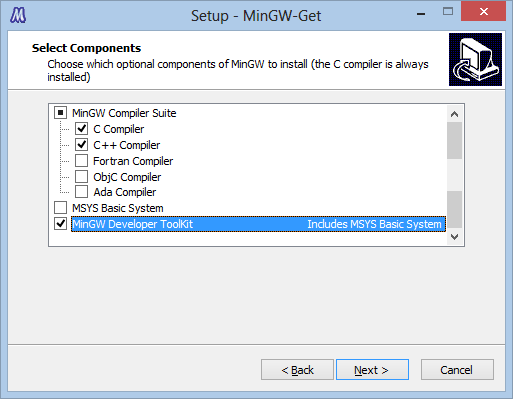 Setup - MinGW-Get
Select Components
Choose which optional components of MinGW to install (the C compiler is always
installed)
MinGW Compiler Suite
C Compiler
C++ Compiler
Fortran Compiler
ObjC Compiler
Ada Compiler
MSYS Basic System
MinGW Developer ToolKit Includes MSYS Basic System
< Back Next > Cancel